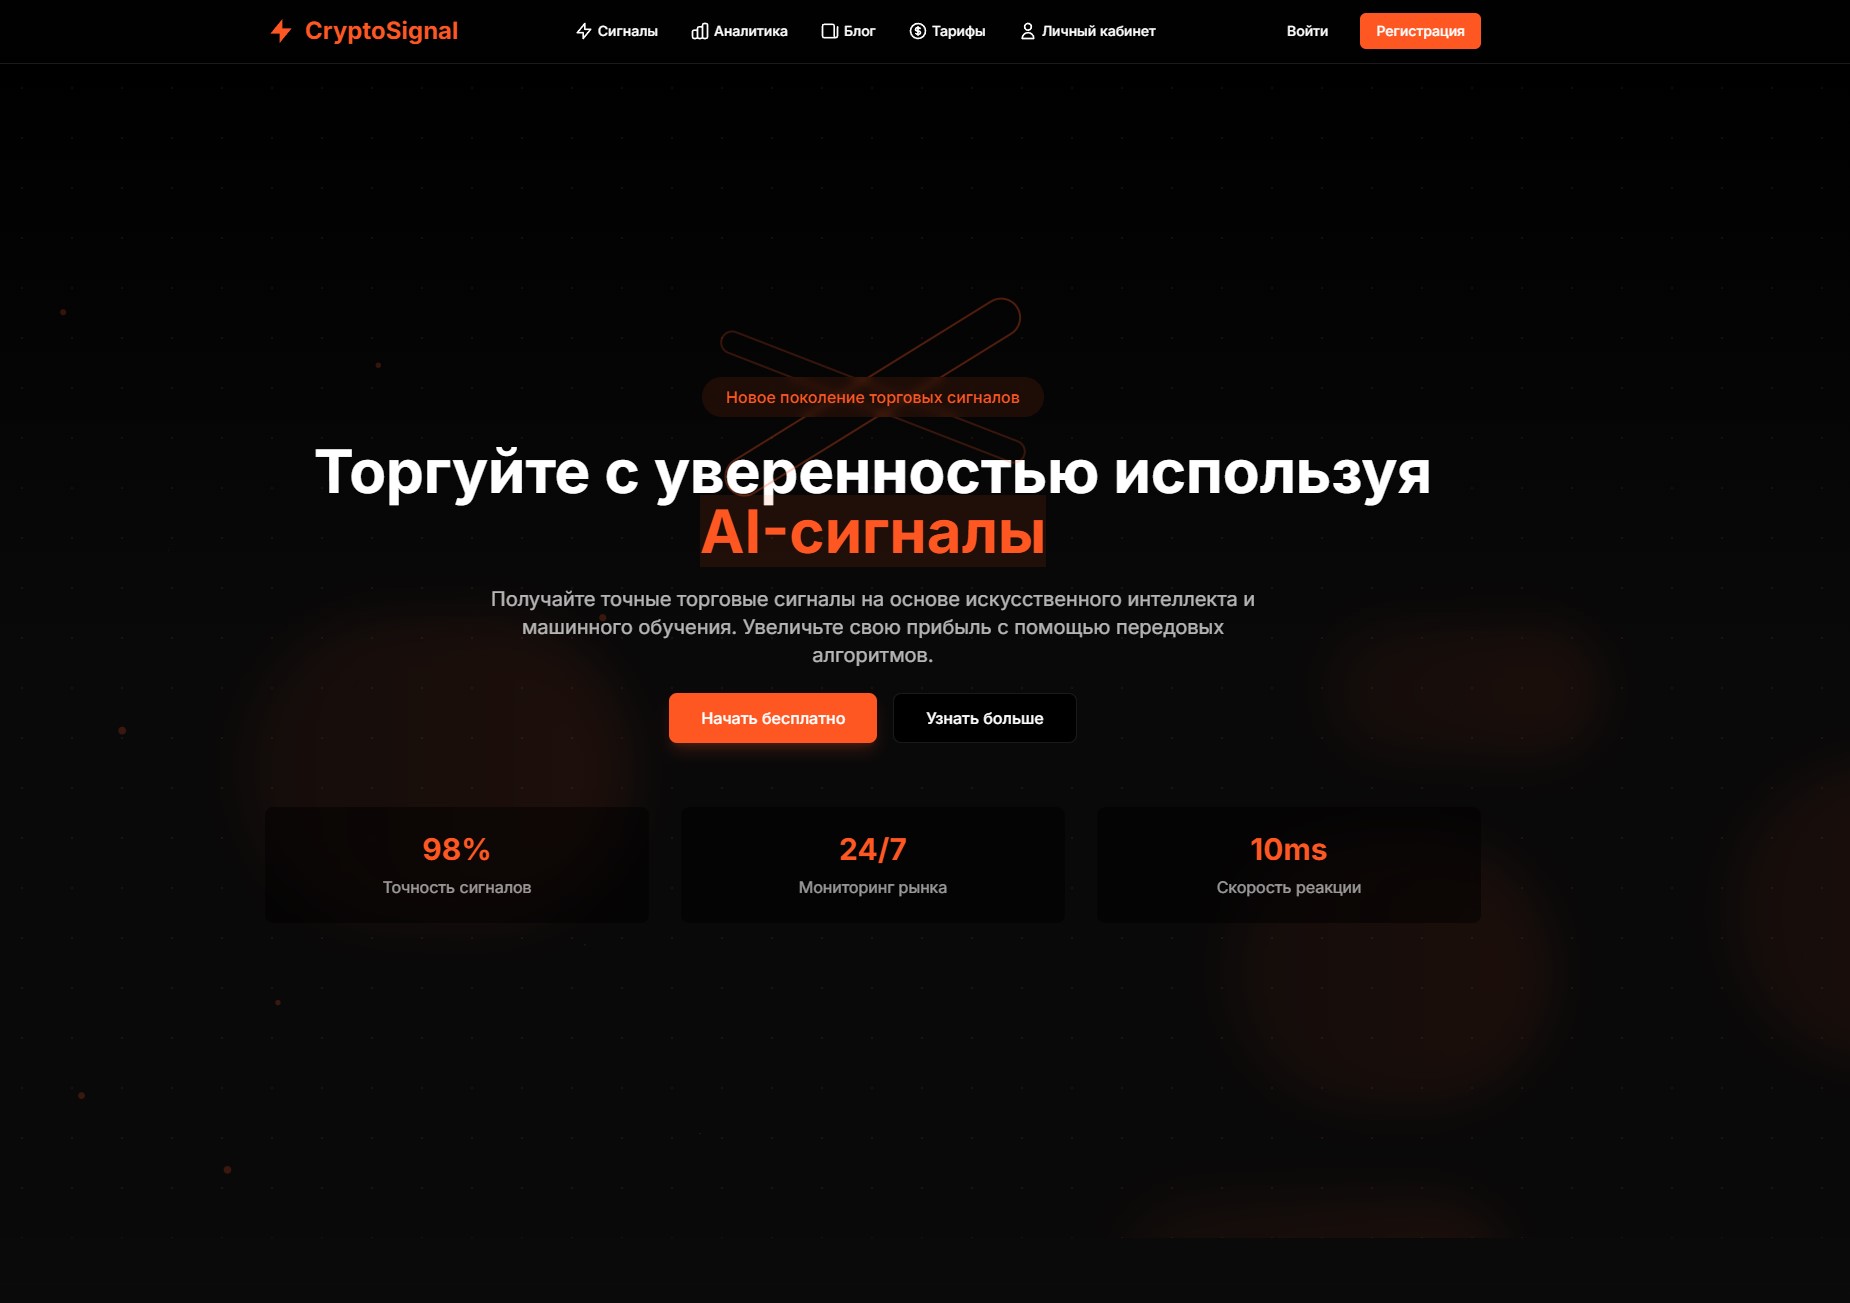 CryptoSignal
Сигналы
Аналитика
Блог
Тарифы
Личный кабинет
Войти
Регистрация
Новое поколение торговых сигналов
Торгуйте с уверенностью используя
AI-сигналы
Получайте точные торговые сигналы на основе искусственного интеллекта и
машинного обучения. Увеличьте свою прибыль с помощью передовых
алгоритмов.
Начать бесплатно
Узнать больше
98%
Точность сигналов
24/7
Мониторинг рынка
10ms
Скорость реакции